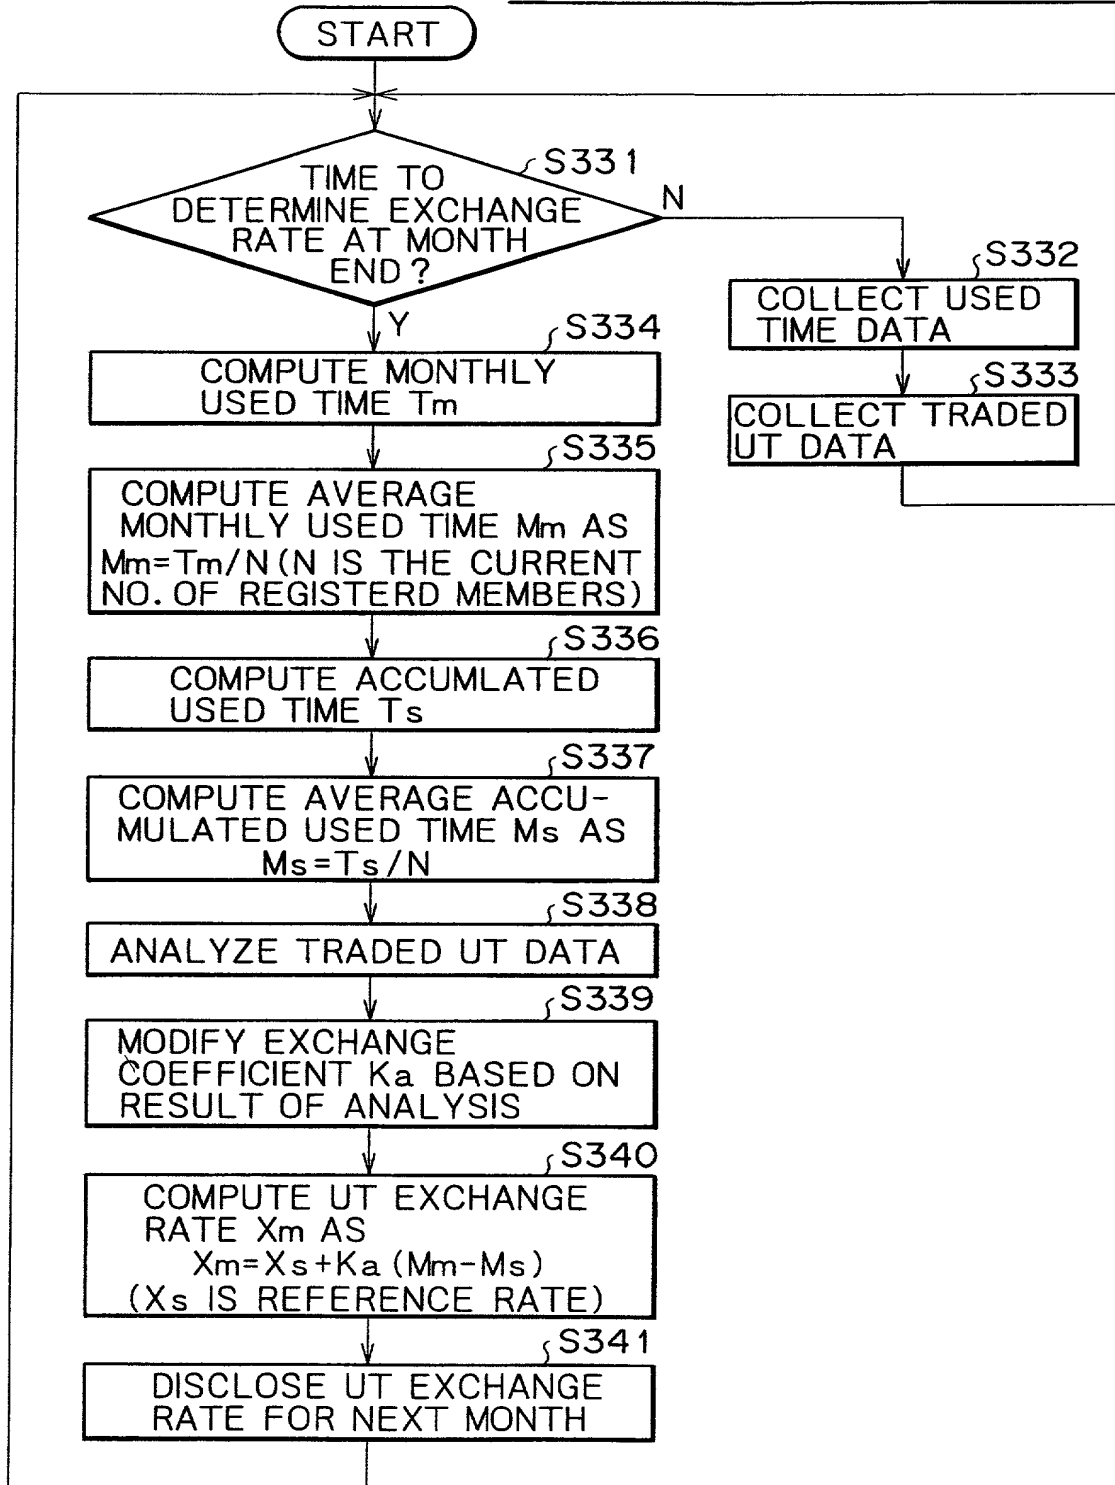 START
S331
TIME TO
DETERMINE EXCHANGE
RATE AT MONTH
END?
N
Y
S332
COLLECT USED
TIME DATA
S333
COLLECT TRADED
UT DATA
S334
COMPUTE MONTHLY
USED TIME Tm
S335
COMPUTE AVERAGE
MONTHLY USED TIME Mm AS
Mm=Tm/N(N IS THE CURRENT
NO. OF REGISTERD MEMBERS)
S336
COMPUTE ACCUMLATED
USED TIME Ts
S337
COMPUTE AVERAGE ACCU-
MULATED USED TIME Ms AS
Ms=Ts/N
S338
ANALYZE TRADED UT DATA
S339
MODIFY EXCHANGE
COEFFICIENT Ka BASED ON
RESULT OF ANALYSIS
S340
COMPUTE UT EXCHANGE
RATE Xm AS
Xm=Xs+Ka(Mm-Ms)
(Xs IS REFERENCE RATE)
S341
DISCLOSE UT EXCHANGE
RATE FOR NEXT MONTH